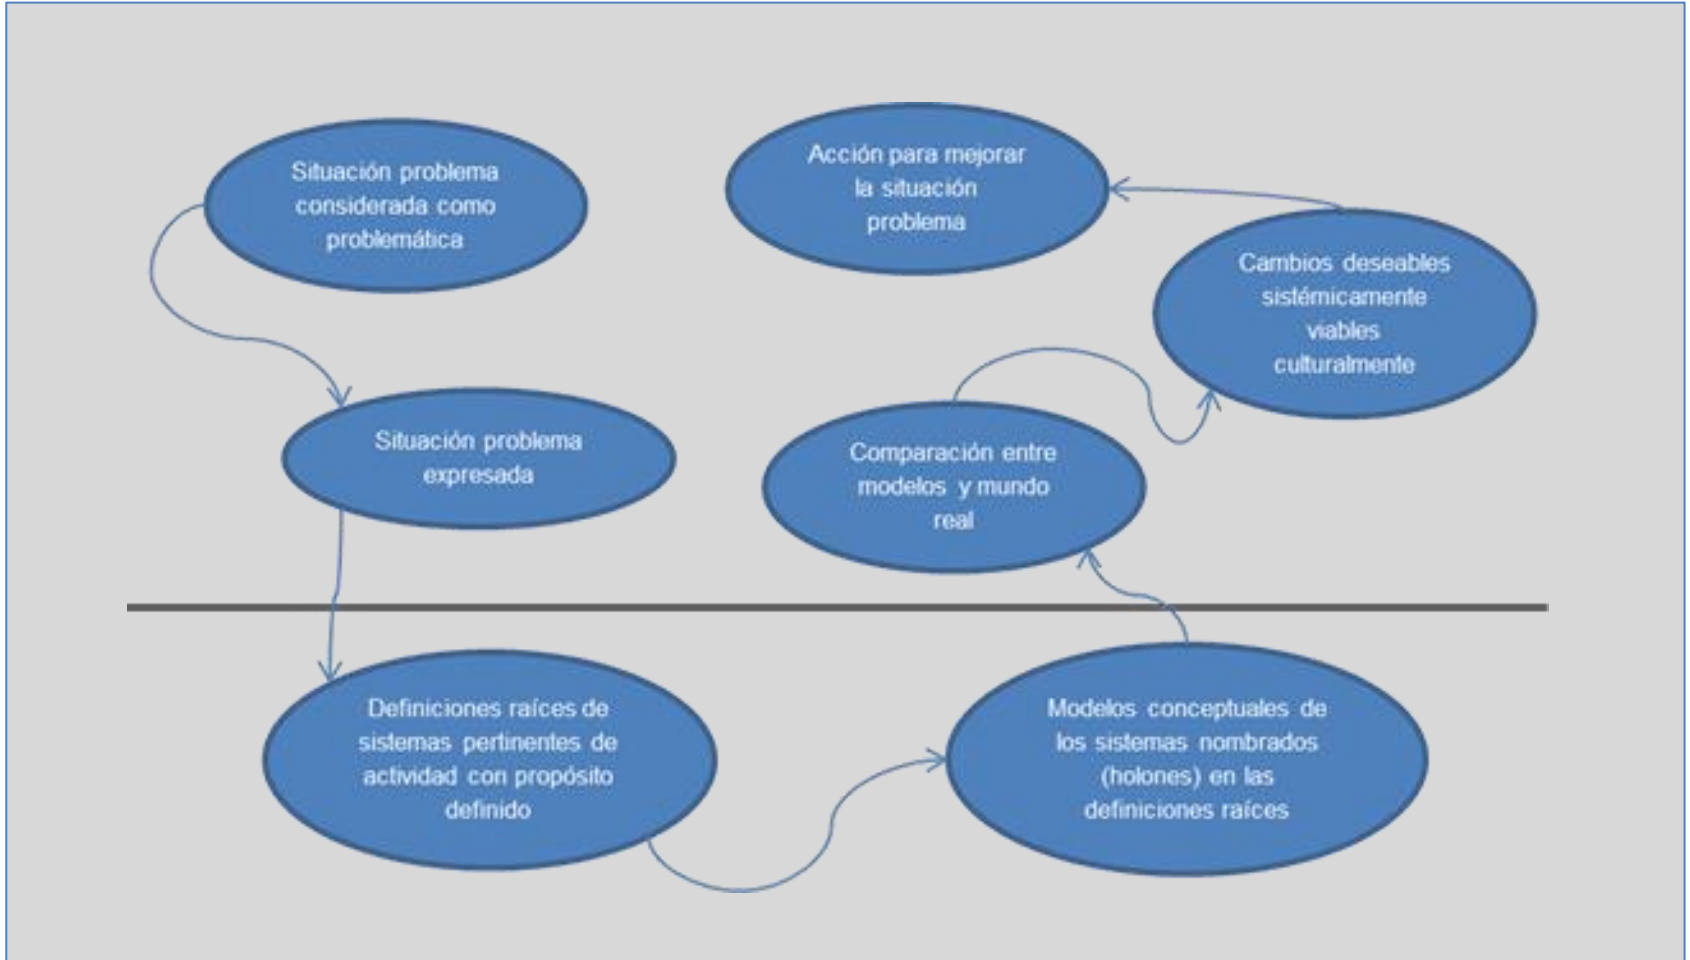 Situación problema
considerada como
problemática
Situación problema
expresada
Definiciones raíces de
sistemas pertinentes de
actividad con propósito
definido
Modelos conceptuales de
los sistemas nombrados
(holones) en las
definiciones raíces
Comparación entre
modelos y mundo
real
Cambios deseables
sistémicamente
viables
culturalmente
Acción para mejorar
la situación
problema